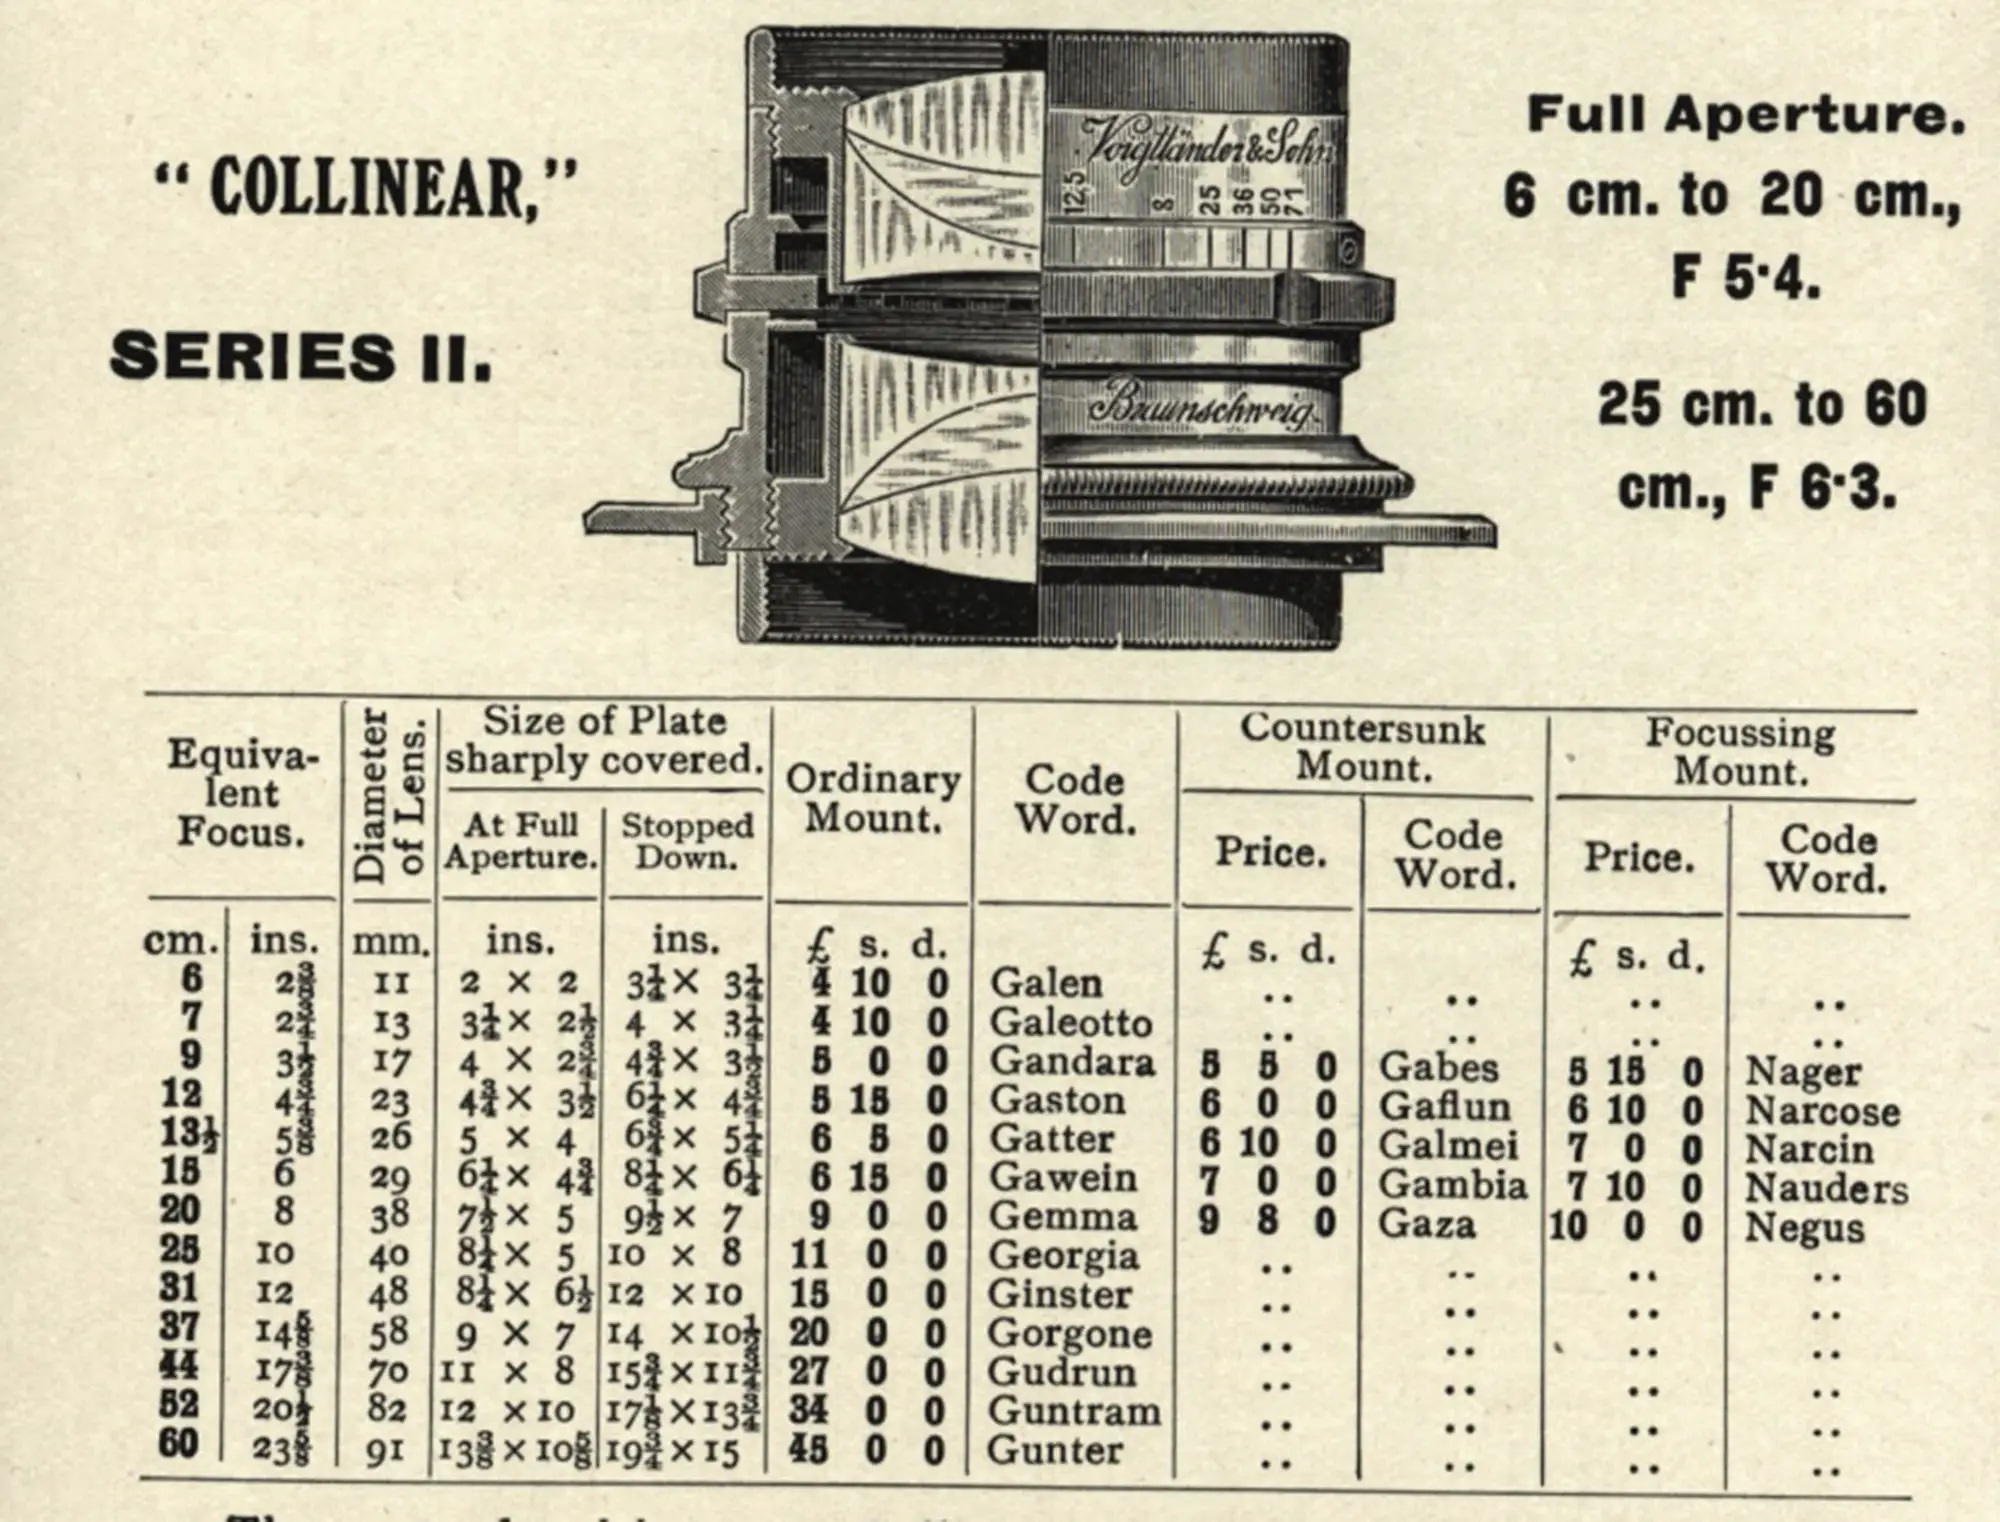 " COLLINEAR,"
SERIES II.
Voigtländer & Sohn
12,5 8 25 36 50 71
Braunschweig.
Full Aperture.
6 cm. to 20 cm.,
F 5·4.
25 cm. to 60
cm., F 6·3.
Equiva-
lent
Focus.
Diameter
of Lens.
Size of Plate
sharply covered.
At Full
Aperture.
Stopped
Down.
Ordinary
Mount.
Code
Word.
Countersunk
Mount.
Price.
Code
Word.
Focussing
Mount.
Price.
Code
Word.
cm. ins. mm. ins. ins. £ s. d. £ s. d. £ s. d.
6 2⅜ 11 2 × 2 3¼ × 3¼ 4 10 0 Galen .. .. .. ..
7 2¾ 13 3¼ × 2½ 4 × 3¼ 4 10 0 Galeotto .. .. .. ..
9 3½ 17 4 × 2¾ 4¾ × 3½ 5 0 0 Gandara 5 5 0 Gabes 5 15 0 Nager
12 4¾ 23 4¾ × 3½ 6¼ × 4¾ 5 15 0 Gaston 6 0 0 Gaflun 6 10 0 Narcose
13½ 5⅜ 26 5 × 4 6¾ × 5¼ 6 5 0 Gatter 6 10 0 Galmei 7 0 0 Narcin
15 6 29 6¼ × 4¾ 8¼ × 6¼ 6 15 0 Gawein 7 0 0 Gambia 7 10 0 Nauders
20 8 38 7½ × 5 9½ × 7 9 0 0 Gemma 9 8 0 Gaza 10 0 0 Negus
25 10 40 8½ × 5 10 × 8 11 0 0 Georgia .. .. .. ..
31 12 48 8¼ × 6½ 12 × 10 15 0 0 Ginster .. .. .. ..
37 14⅝ 58 9 × 7 14 × 10½ 20 0 0 Gorgone .. .. .. ..
44 17⅜ 70 11 × 8 15¾ × 11¾ 27 0 0 Gudrun .. .. .. ..
52 20½ 82 12 × 10 17⅛ × 13¾ 34 0 0 Guntram .. .. .. ..
60 23⅝ 91 13⅜ × 10⅝ 19¾ × 15 45 0 0 Gunter .. .. .. ..